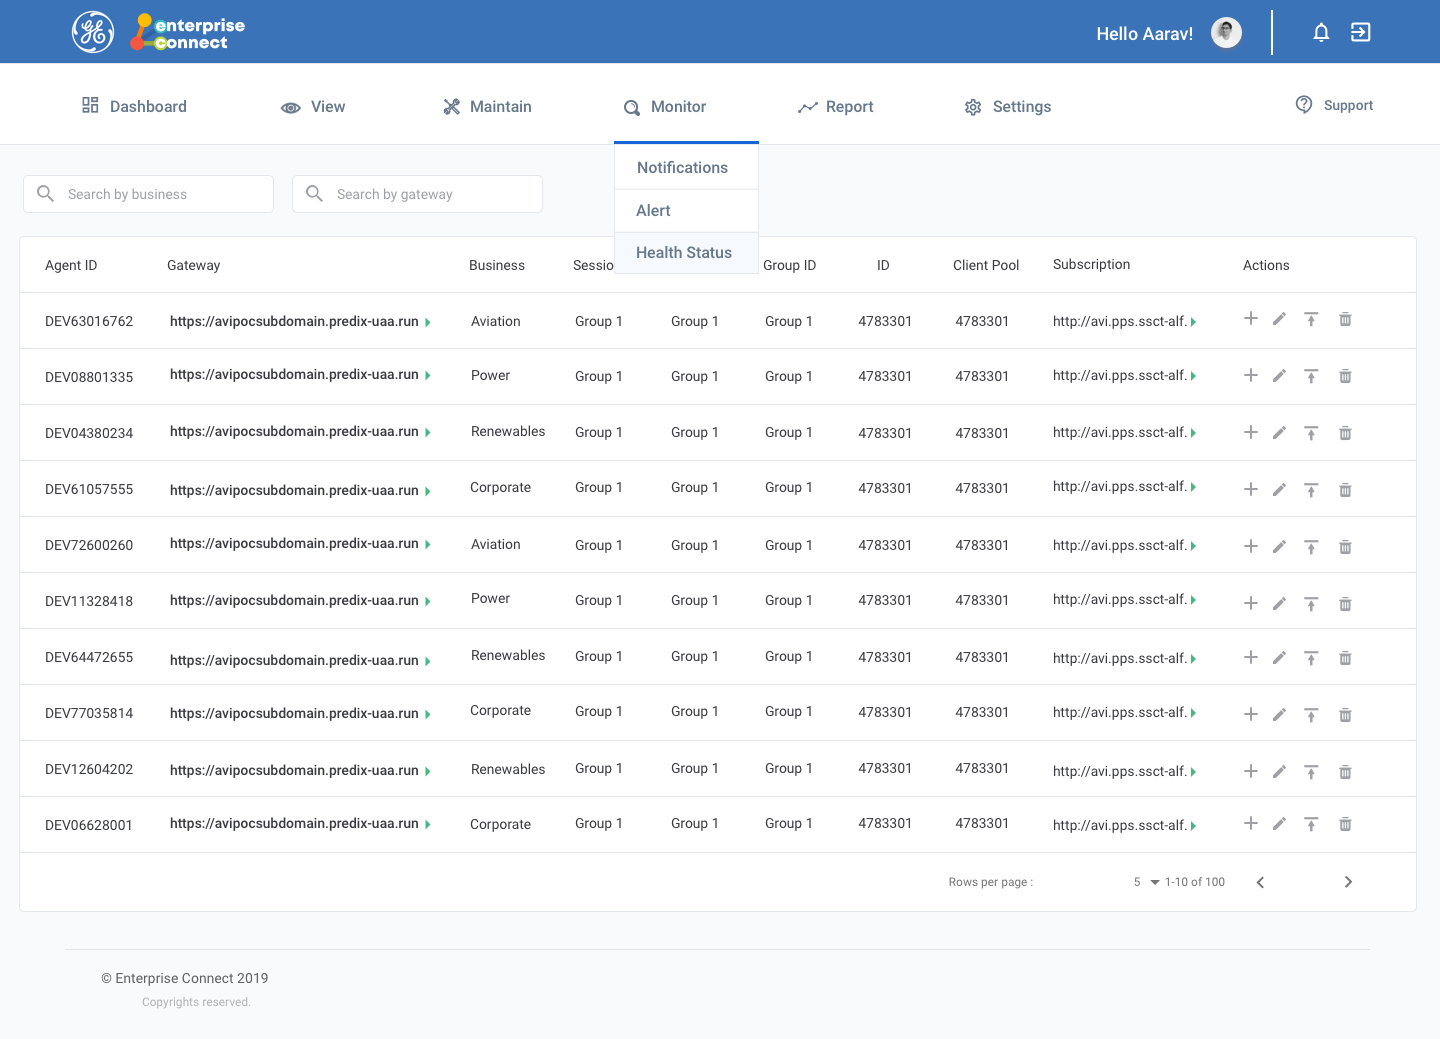 GE enterprise connect Hello Aarav!
Dashboard View Maintain Monitor Report Settings Support
Notifications
Alert
Health Status
Search by business Search by gateway
Agent ID Gateway Business Sessio Group ID ID Client Pool Subscription Actions
DEV63016762 https://avipocsubdomain.predix-uaa.run Aviation Group 1 Group 1 Group 1 4783301 4783301 http://avi.pps.ssct-alf.
DEV08801335 https://avipocsubdomain.predix-uaa.run Power Group 1 Group 1 Group 1 4783301 4783301 http://avi.pps.ssct-alf.
DEV04380234 https://avipocsubdomain.predix-uaa.run Renewables Group 1 Group 1 Group 1 4783301 4783301 http://avi.pps.ssct-alf.
DEV61057555 https://avipocsubdomain.predix-uaa.run Corporate Group 1 Group 1 Group 1 4783301 4783301 http://avi.pps.ssct-alf.
DEV72600260 https://avipocsubdomain.predix-uaa.run Aviation Group 1 Group 1 Group 1 4783301 4783301 http://avi.pps.ssct-alf.
DEV11328418 https://avipocsubdomain.predix-uaa.run Power Group 1 Group 1 Group 1 4783301 4783301 http://avi.pps.ssct-alf.
DEV64472655 https://avipocsubdomain.predix-uaa.run Renewables Group 1 Group 1 Group 1 4783301 4783301 http://avi.pps.ssct-alf.
DEV77035814 https://avipocsubdomain.predix-uaa.run Corporate Group 1 Group 1 Group 1 4783301 4783301 http://avi.pps.ssct-alf.
DEV12604202 https://avipocsubdomain.predix-uaa.run Renewables Group 1 Group 1 Group 1 4783301 4783301 http://avi.pps.ssct-alf.
DEV06628001 https://avipocsubdomain.predix-uaa.run Corporate Group 1 Group 1 Group 1 4783301 4783301 http://avi.pps.ssct-alf.
Rows per page : 5 1-10 of 100
© Enterprise Connect 2019
Copyrights reserved.